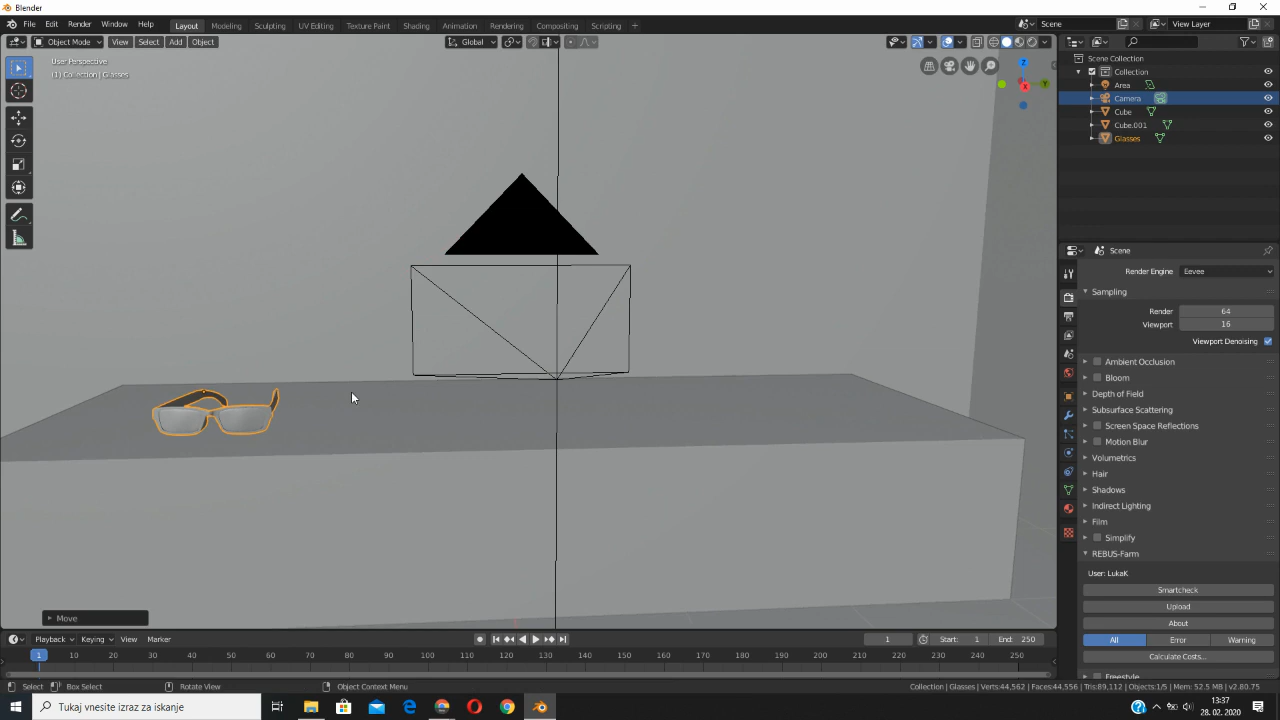 Blender
File Edit Render Window Help
Layout Modeling Sculpting UV Editing Texture Paint Shading Animation Rendering Compositing Scripting +
Scene
View Layer
Object Mode View Select Add Object
Global
User Perspective
(1) Collection | Glasses
Z
X
Y
Scene Collection
Collection
Area
Camera
Cube
Cube.001
Glasses
Scene
Render Engine Eevee
Sampling
Render 64
Viewport 16
Viewport Denoising
Ambient Occlusion
Bloom
Depth of Field
Subsurface Scattering
Screen Space Reflections
Motion Blur
Volumetrics
Hair
Shadows
Indirect Lighting
Film
Simplify
REBUS-Farm
User: LukaK
Smartcheck
Upload
About
All Error Warning
Calculate Costs...
Freestyle
Move
Playback Keying View Marker
1 Start: 1 End: 250
1 10 20 30 40 50 60 70 80 90 100 110 120 130 140 150 160 170 180 190 200 210 220 230 240 250
Select Box Select Rotate View Object Context Menu
Collection | Glasses | Verts:44,562 | Faces:44,556 | Tris:89,112 | Objects:1/5 | Mem: 52.5 MB | v2.80.75
Tukaj vnesite izraz za iskanje
13:37
28. 02. 2020